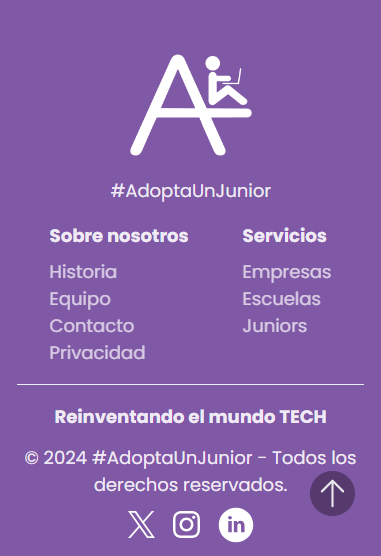 #AdoptaUnJunior
Sobre nosotros
Historia
Equipo
Contacto
Privacidad
Servicios
Empresas
Escuelas
Juniors
Reinventando el mundo TECH
© 2024 #AdoptaUnJunior - Todos los
derechos reservados.